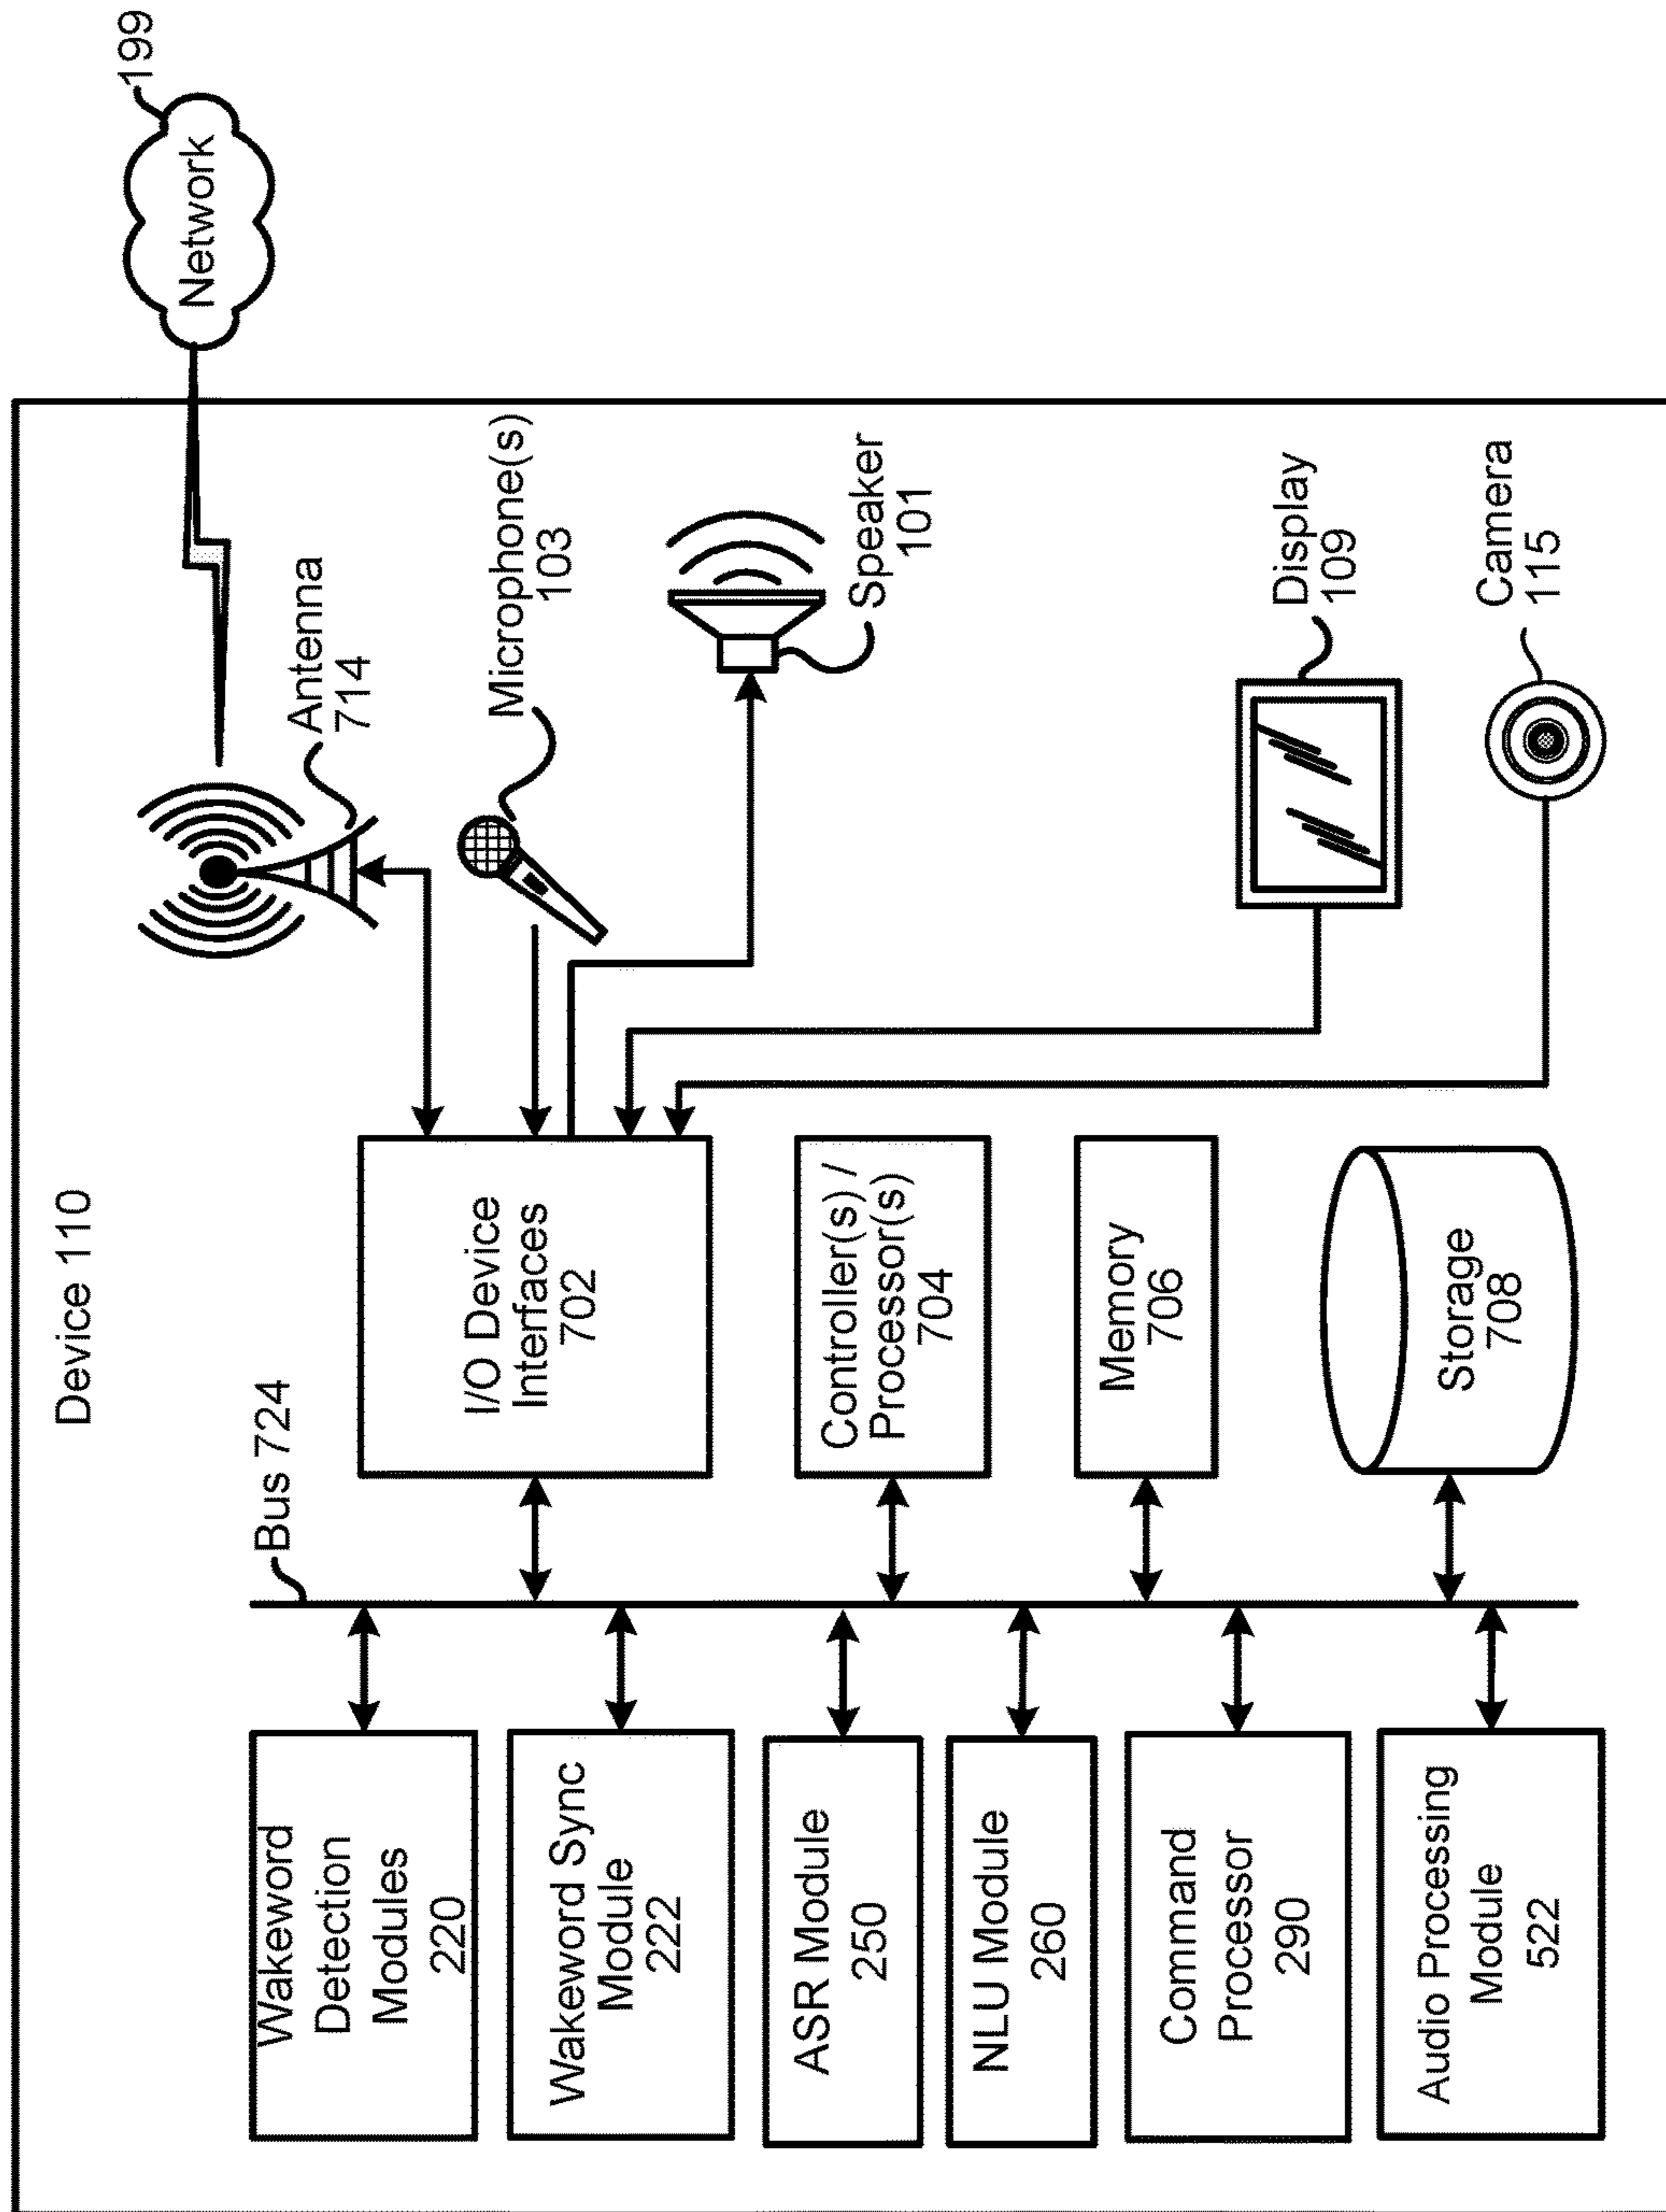 Device 110
Bus 724
Wakeword
Detection
Modules
220
Wakeword Sync
Module
222
ASR Module
250
NLU Module
260
Command
Processor
290
Audio Processing
Module
522
I/O Device
Interfaces
702
Controller(s) /
Processor(s)
704
Memory
706
Storage
708
Antenna
714
Microphone(s)
103
Speaker
101
Display
109
Camera
115
Network
199